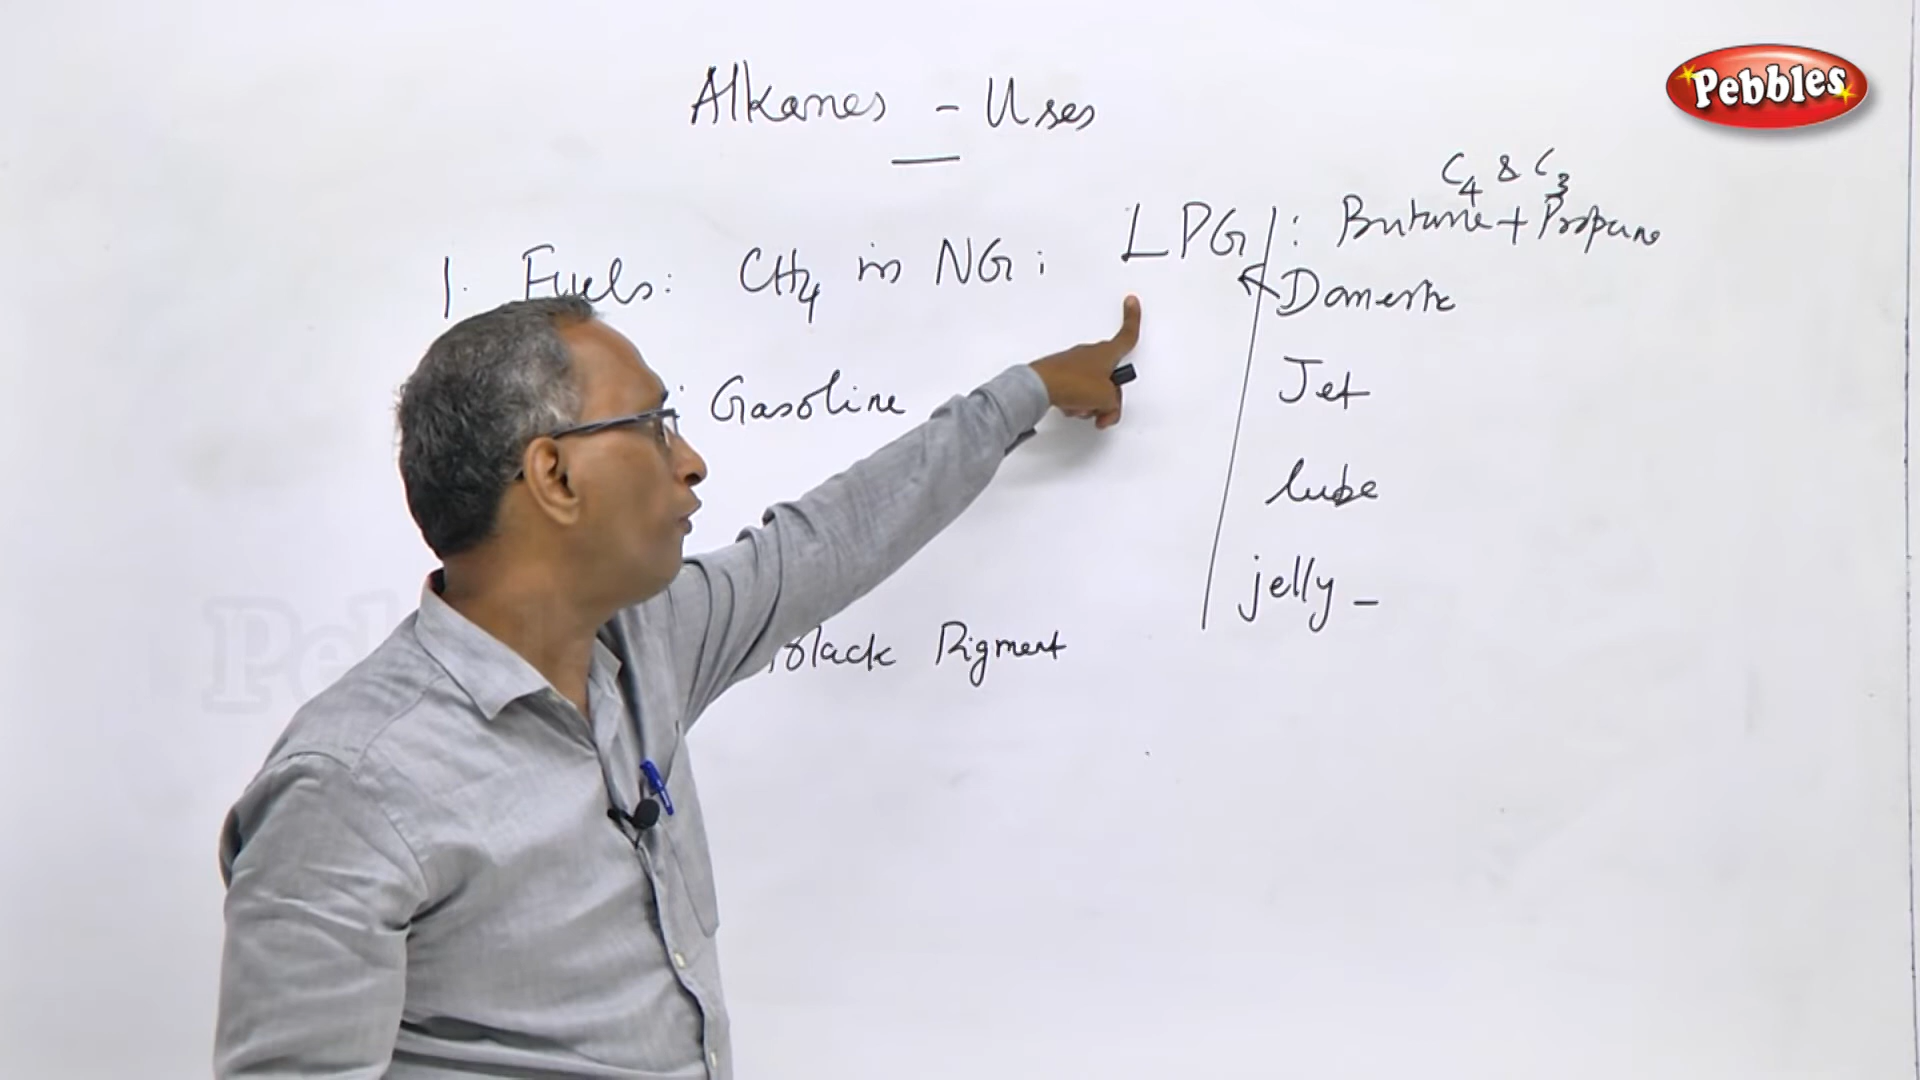 Pebbles
Alkanes - Uses
C4 & C3
1. Fuels: CH4 in NG; LPG: Butane + Propane
Domestic
; Gasoline
Jet
lube
jelly -
Black Pigment